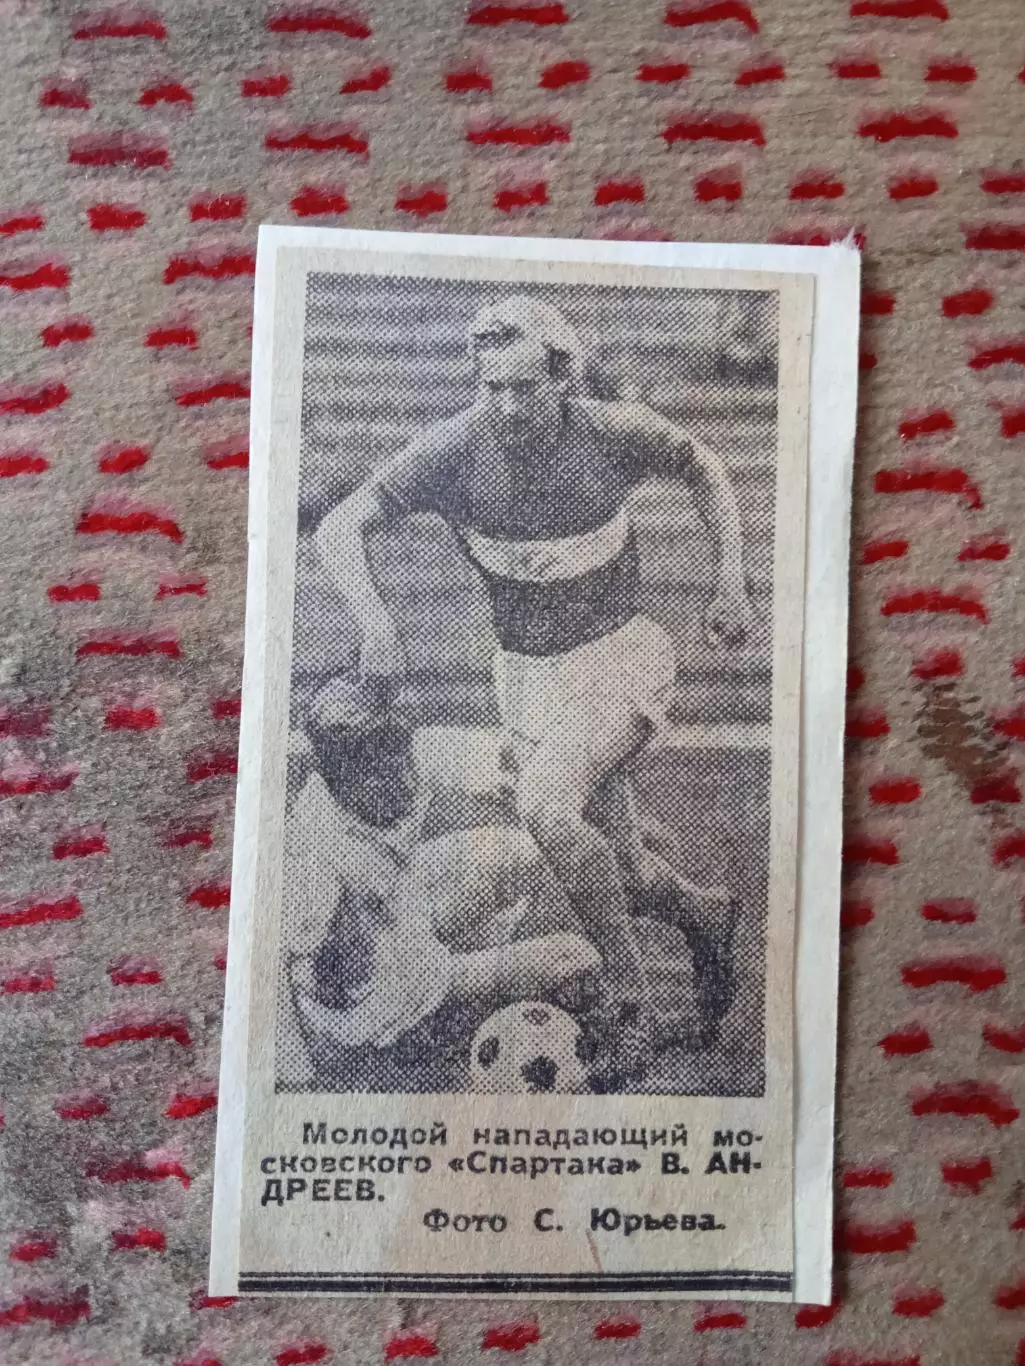 Молодой нападающий мо-
сковского «Спартака» В. АН-
ДРЕЕВ.
Фото С. Юрьева.